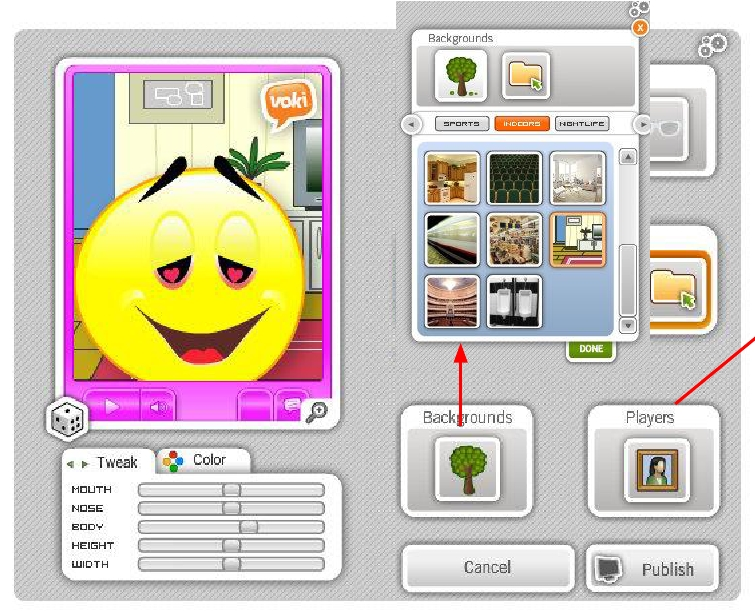 Backgrounds
X
voki
SPORTS INDOORS NIGHTLIFE
DONE
Backgrounds
Players
Tweak Color
MOUTH
NOSE
BODY
HEIGHT
WIDTH
Cancel
Publish